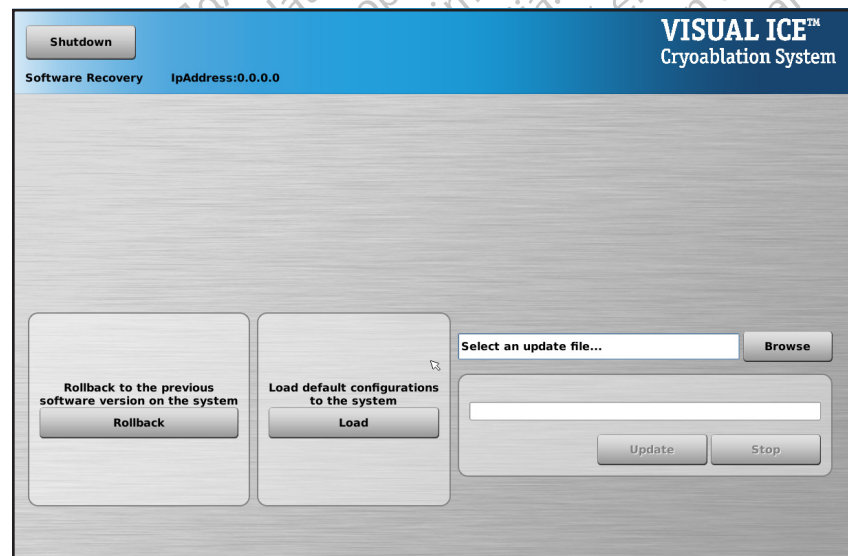 Shutdown
VISUAL ICE™
Cryoablation System
Software Recovery IpAddress:0.0.0.0
Select an update file...
Browse
Rollback to the previous
software version on the system
Rollback
Load default configurations
to the system
Load
Update
Stop